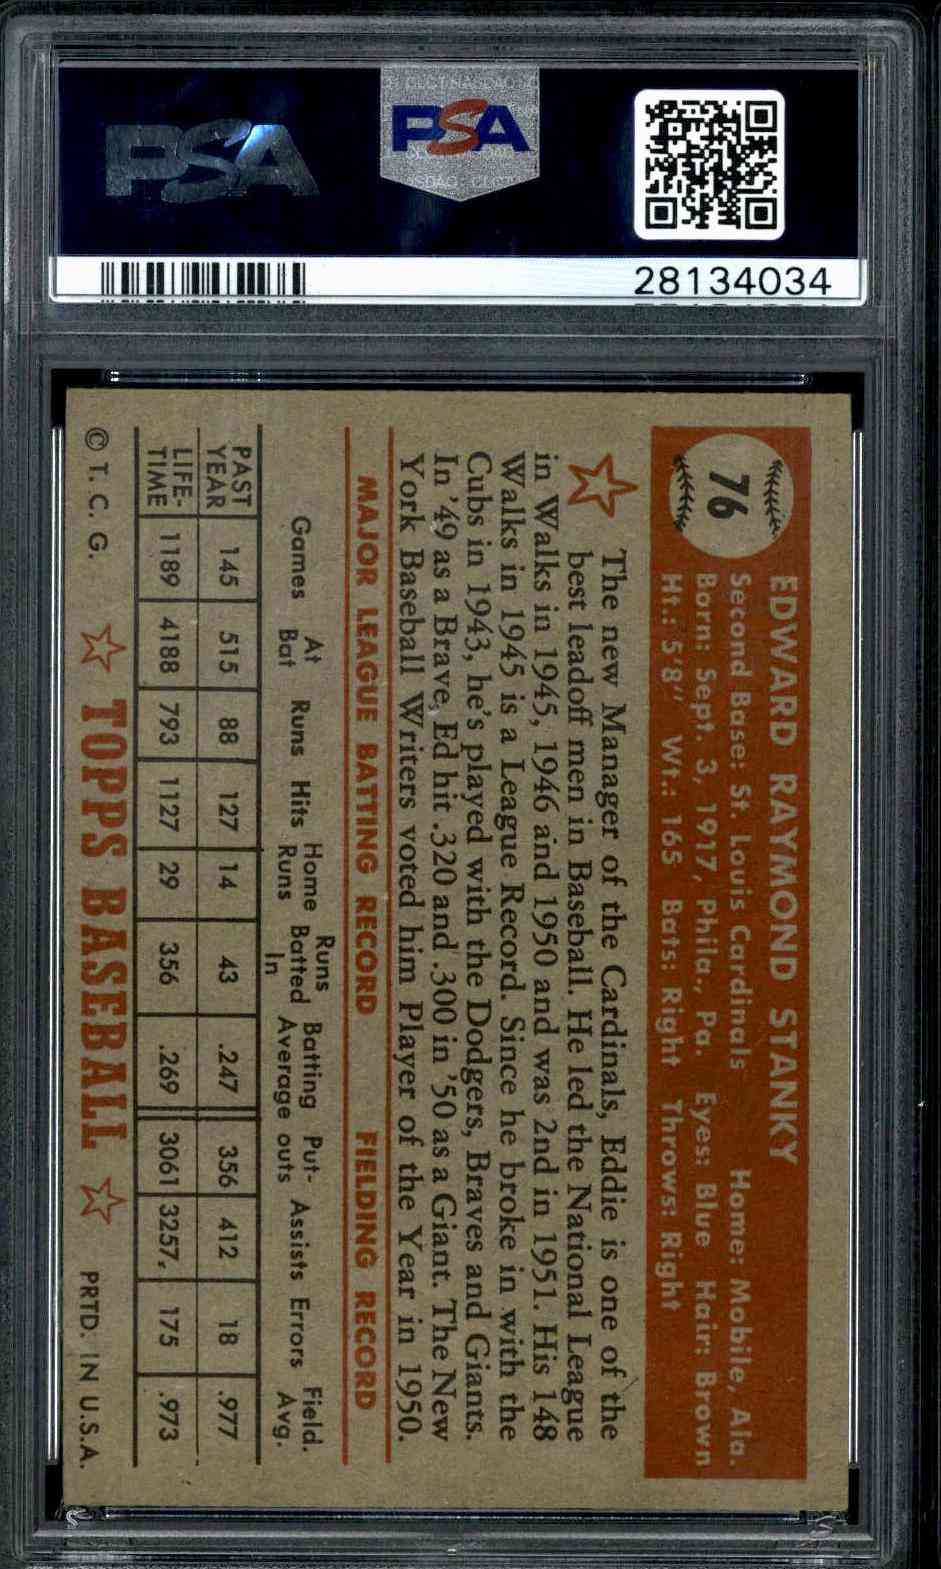 PSA
PSA
28134034
76
EDWARD RAYMOND STANKY
Second Base: St. Louis Cardinals Home: Mobile, Ala.
Born: Sept. 3, 1917, Phila., Pa. Eyes: Blue Hair: Brown
Ht.: 5'8" Wt.: 165 Bats: Right Throws: Right
The new Manager of the Cardinals, Eddie is one of the
best leadoff men in Baseball. He led the National League
in Walks in 1945, 1946 and 1950 and was 2nd in 1951. His 148
Walks in 1945 is a League Record. Since he broke in with the
Cubs in 1943, he's played with the Dodgers, Braves and Giants.
In '49 as a Brave, Ed hit .320 and .300 in '50 as a Giant. The New
York Baseball Writers voted him Player of the Year in 1950.
MAJOR LEAGUE BATTING RECORD FIELDING RECORD
Games At Bat Runs Hits Home Runs Runs Batted In Batting Average Put-outs Assists Errors Field. Avg.
PAST YEAR 145 515 88 127 14 43 .247 356 412 18 .977
LIFE-TIME 1189 4188 793 1127 29 356 .269 3061 3257 175 .973
© T. C. G. TOPPS BASEBALL PRTD. IN U.S.A.